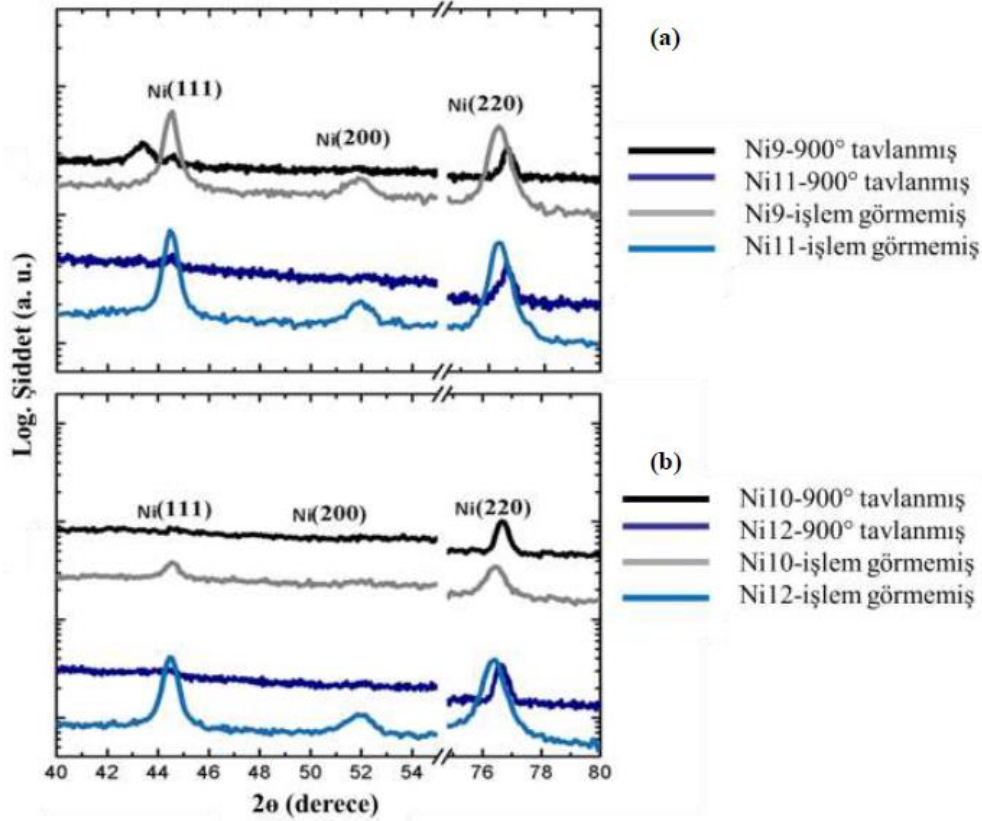 (a)
Ni(111)
Ni(200)
Ni(220)
Ni9-900° tavlanmış
Ni11-900° tavlanmış
Ni9-işlem görmemiş
Ni11-işlem görmemiş
Log. Şiddet (a. u.)
(b)
Ni(111)
Ni(200)
Ni(220)
Ni10-900° tavlanmış
Ni12-900° tavlanmış
Ni10-işlem görmemiş
Ni12-işlem görmemiş
40 44 46 48 50 52 54 76 78 80
2ө (derece)